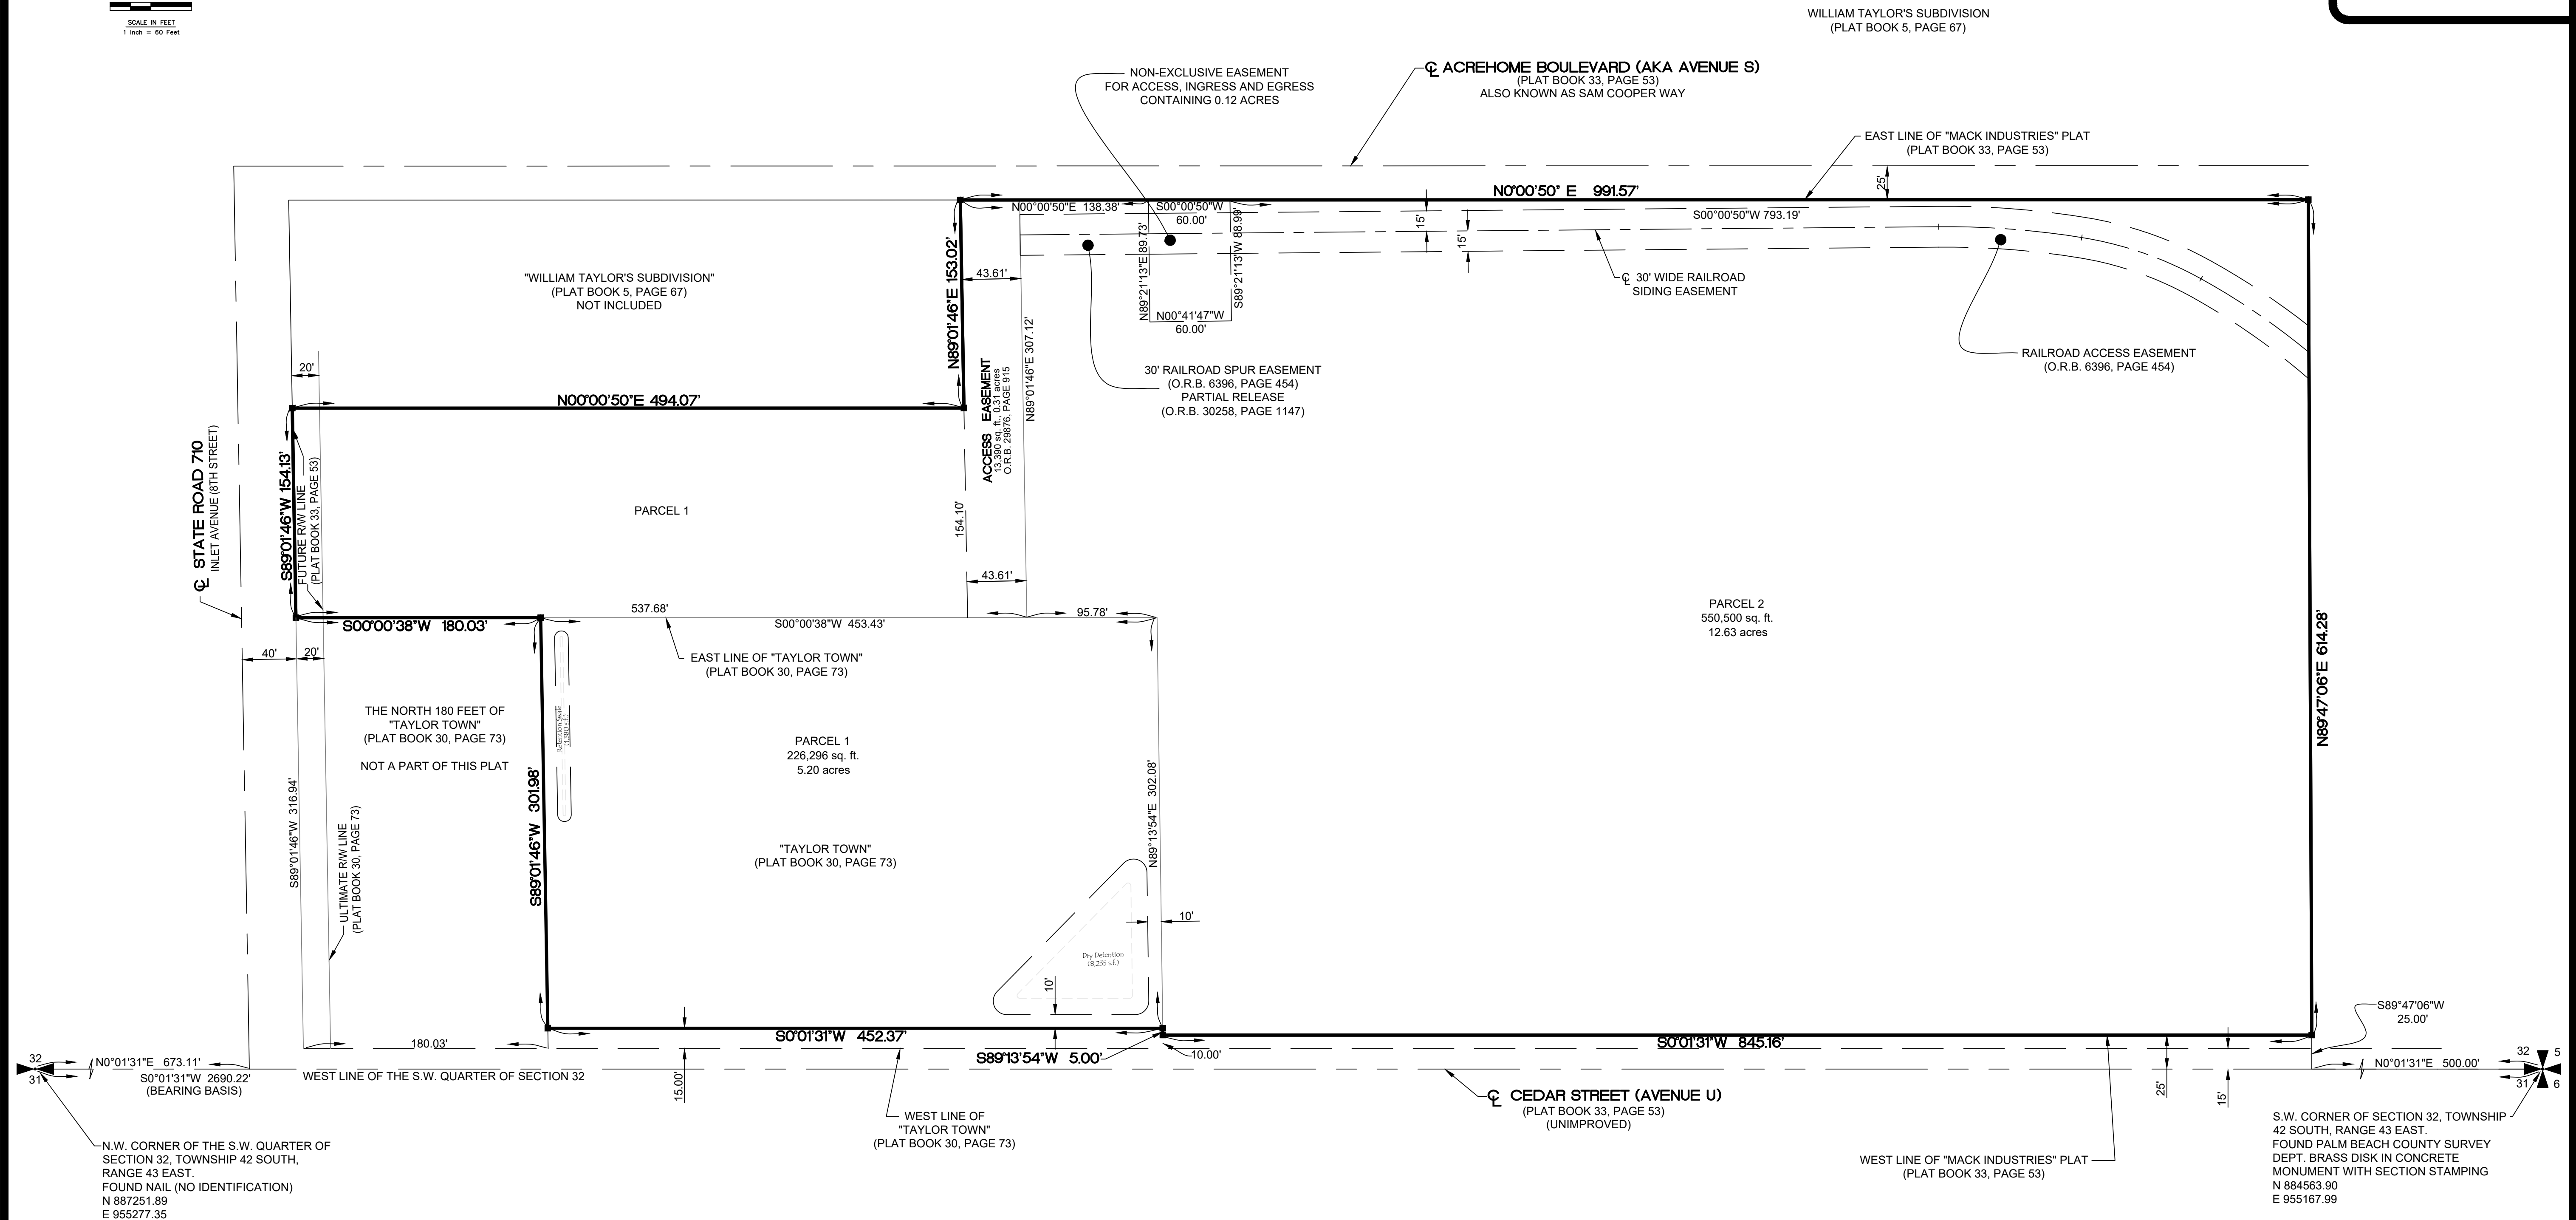 SCALE IN FEET
1 Inch = 60 Feet
WILLIAM TAYLOR'S SUBDIVISION
(PLAT BOOK 5, PAGE 67)
NON-EXCLUSIVE EASEMENT
FOR ACCESS, INGRESS AND EGRESS
CONTAINING 0.12 ACRES
℄ ACREHOME BOULEVARD (AKA AVENUE S)
(PLAT BOOK 33, PAGE 53)
ALSO KNOWN AS SAM COOPER WAY
EAST LINE OF "MACK INDUSTRIES" PLAT
(PLAT BOOK 33, PAGE 53)
25'
N0°00'50" E 991.57'
N00°00'50"E 138.38'
S00°00'50"W
60.00'
S00°00'50"W 793.19'
15'
15'
N89°01'46"E 153.02'
N89°21'13"E 89.73'
S89°21'13"W 88.99'
N00°41'47"W
60.00'
43.61'
℄ 30' WIDE RAILROAD
SIDING EASEMENT
"WILLIAM TAYLOR'S SUBDIVISION"
(PLAT BOOK 5, PAGE 67)
NOT INCLUDED
20'
N00°00'50"E 494.07'
ACCESS EASEMENT
13,390 sq. ft., 0.31 acres
O.R.B. 29876, PAGE 915
N89°01'46"E 307.12'
30' RAILROAD SPUR EASEMENT
(O.R.B. 6396, PAGE 454)
PARTIAL RELEASE
(O.R.B. 30258, PAGE 1147)
RAILROAD ACCESS EASEMENT
(O.R.B. 6396, PAGE 454)
℄ STATE ROAD 710
INLET AVENUE (8TH STREET)
S89°01'46"W 154.13'
FUTURE R/W LINE
(PLAT BOOK 33, PAGE 53)
PARCEL 1
154.10'
43.61'
537.68'
95.78'
S00°00'38"W 180.03'
S00°00'38"W 453.43'
PARCEL 2
550,500 sq. ft.
12.63 acres
N89°47'06"E 614.28'
40'
20'
EAST LINE OF "TAYLOR TOWN"
(PLAT BOOK 30, PAGE 73)
THE NORTH 180 FEET OF
"TAYLOR TOWN"
(PLAT BOOK 30, PAGE 73)
NOT A PART OF THIS PLAT
Retention Swale
(1,580 s.f.)
PARCEL 1
226,296 sq. ft.
5.20 acres
S89°01'46"W 316.94'
ULTIMATE R/W LINE
(PLAT BOOK 30, PAGE 73)
S89°01'46"W 301.98'
N89°13'54"E 302.08'
"TAYLOR TOWN"
(PLAT BOOK 30, PAGE 73)
10'
Dry Detention
(8,235 s.f.)
10'
180.03'
S0°01'31"W 452.37'
S89°13'54"W 5.00'
10.00'
S0°01'31"W 845.16'
S89°47'06"W
25.00'
32
31
N0°01'31"E 673.11'
S0°01'31"W 2690.22'
(BEARING BASIS)
WEST LINE OF THE S.W. QUARTER OF SECTION 32
15.00'
25'
15'
N0°01'31"E 500.00'
32
5
31
6
℄ CEDAR STREET (AVENUE U)
(PLAT BOOK 33, PAGE 53)
(UNIMPROVED)
WEST LINE OF
"TAYLOR TOWN"
(PLAT BOOK 30, PAGE 73)
WEST LINE OF "MACK INDUSTRIES" PLAT
(PLAT BOOK 33, PAGE 53)
N.W. CORNER OF THE S.W. QUARTER OF
SECTION 32, TOWNSHIP 42 SOUTH,
RANGE 43 EAST.
FOUND NAIL (NO IDENTIFICATION)
N 887251.89
E 955277.35
S.W. CORNER OF SECTION 32, TOWNSHIP
42 SOUTH, RANGE 43 EAST.
FOUND PALM BEACH COUNTY SURVEY
DEPT. BRASS DISK IN CONCRETE
MONUMENT WITH SECTION STAMPING
N 884563.90
E 955167.99